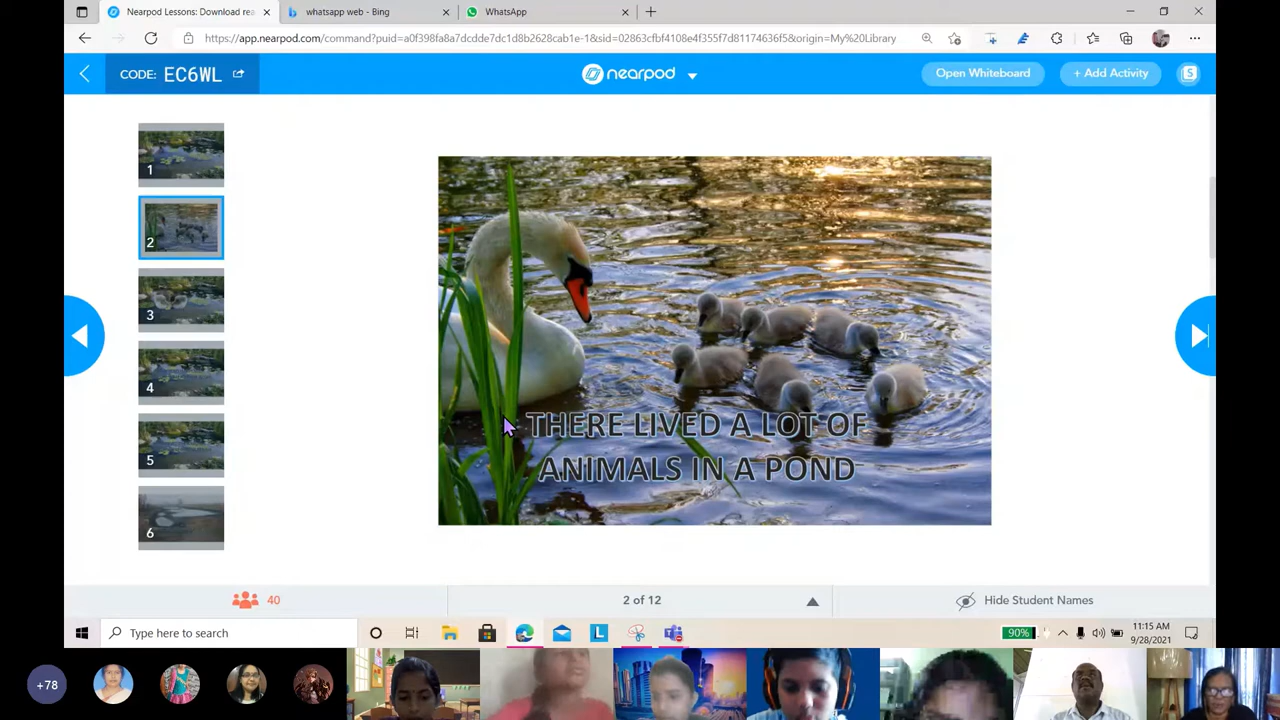 Nearpod Lessons: Download rea
whatsapp web - Bing
WhatsApp
https://app.nearpod.com/command?puid=a0f398fa8a7dcdde7dc1d8b2628cab1e-1&sid=02863cfbf4108e4f355f7d81174636f5&origin=My%20Library
CODE: EC6WL
nearpod
Open Whiteboard
+ Add Activity
S
1
2
3
4
5
6
THERE LIVED A LOT OF
ANIMALS IN A POND
40
2 of 12
Hide Student Names
Type here to search
L
90%
11:15 AM
9/28/2021
+78